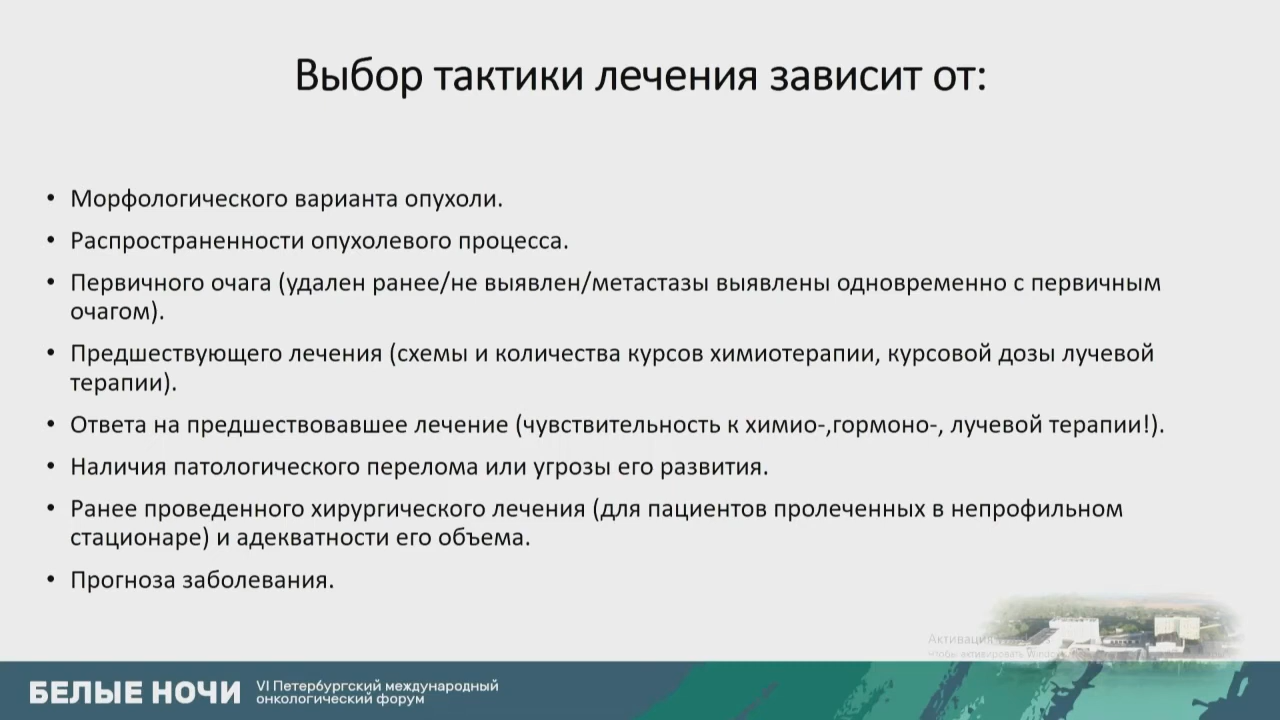 Выбор тактики лечения зависит от:
• Морфологического варианта опухоли.
• Распространенности опухолевого процесса.
• Первичного очага (удален ранее/не выявлен/метастазы выявлены одновременно с первичным
очагом).
• Предшествующего лечения (схемы и количества курсов химиотерапии, курсовой дозы лучевой
терапии).
• Ответа на предшествовавшее лечение (чувствительность к химио-,гормоно-, лучевой терапии!).
• Наличия патологического перелома или угрозы его развития.
• Ранее проведенного хирургического лечения (для пациентов пролеченных в непрофильном
стационаре) и адекватности его объема.
• Прогноза заболевания.
Активация
Чтобы активировать Windows
БЕЛЫЕ НОЧИ
VI Петербургский международный
онкологический форум